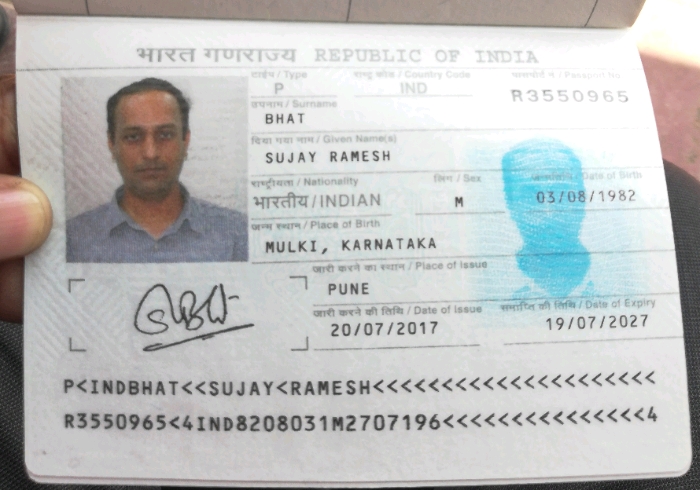 भारत गणराज्य REPUBLIC OF INDIA
टाईप / Type राष्ट्र कोड / Country Code पासपोर्ट नं / Passport No.
P IND R3550965
उपनाम / Surname
BHAT
दिया गया नाम / Given Name(s)
SUJAY RAMESH
राष्ट्रीयता / Nationality लिंग / Sex जन्मतिथि / Date of Birth
भारतीय / INDIAN M 03/08/1982
जन्म स्थान / Place of Birth
MULKI, KARNATAKA
जारी करने का स्थान / Place of Issue
PUNE
जारी करने की तिथि / Date of Issue समाप्ति की तिथि / Date of Expiry
20/07/2017 19/07/2027
P<INDBHAT<<SUJAY<RAMESH<<<<<<<<<<<<<<<<<<<<<
R3550965<4IND8208031M2707196<<<<<<<<<<<<<<<4